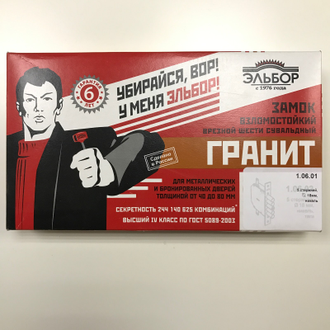 ГАРАНТИЯ
6
ЛЕТ
УБИРАЙСЯ, ВОР!
У МЕНЯ ЭЛЬБОР!
ЭЛЬБОР
с 1976 года
ЗАМОК
ВЗЛОМОСТОЙКИЙ
ВРЕЗНОЙ ШЕСТИ СУВАЛЬДНЫЙ
ГРАНИТ
Сделано
в России
ДЛЯ МЕТАЛЛИЧЕСКИХ
И БРОНИРОВАННЫХ ДВЕРЕЙ
ТОЛЩИНОЙ ОТ 40 ДО 80 ММ
СЕКРЕТНОСТЬ 244 140 625 КОМБИНАЦИЙ
ВЫСШИЙ IV КЛАСС ПО ГОСТ 5089-2003
1.06.01